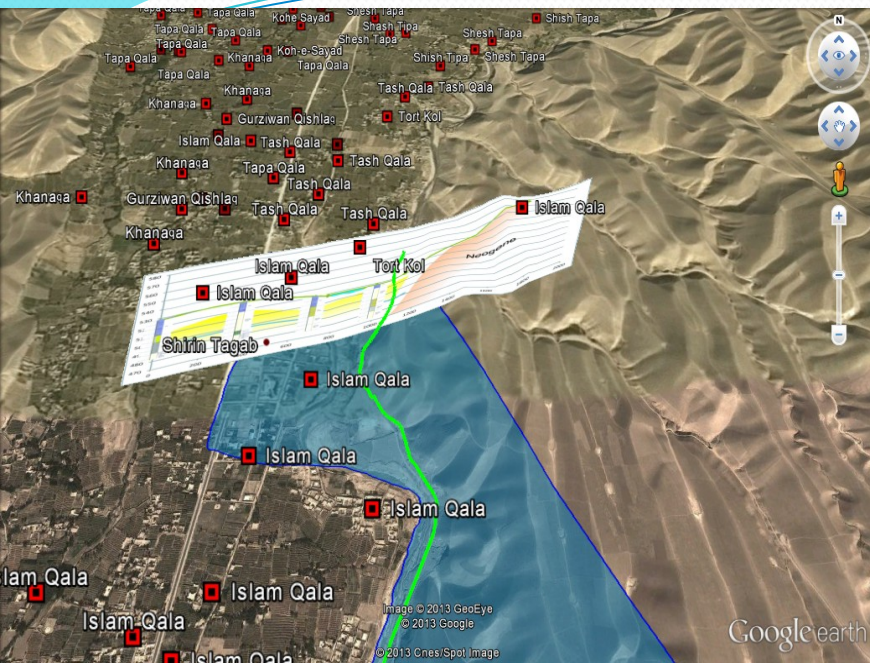 Tapa Qala
Tapa Qala
Shesh Tapa
Kohe Sayad
Shish Tapa
Tapa Qala
Tapa Qala
Shash Tipa
Shesh Tapa
Shesh Tapa
Tapa Qala
Koh-e-Sayad
Tapa Qala
Khanaqa
Shish Tipa
Shesh Tapa
Tapa Qala
Tapa Qala
Khanaqa
Tash Qala
Tash Qala
Khanaqa
Gurziwan Qishlaq
Tort Kol
Islam Qala
Tash Qala
Khanaqa
Tapa Qala
Tash Qala
Tash Qala
Khanaqa
Gurziwan Qishlaq
Tash Qala
Tash Qala
Islam Qala
Khanaqa
Neogene
Islam Qala
Tort Kol
Islam Qala
Shirin Tagab
Islam Qala
Islam Qala
Islam Qala
lam Qala
Islam Qala
Islam Qala
Islam Qala
Image © 2013 GeoEye
© 2013 Google
© 2013 Cnes/Spot Image
Google earth
N